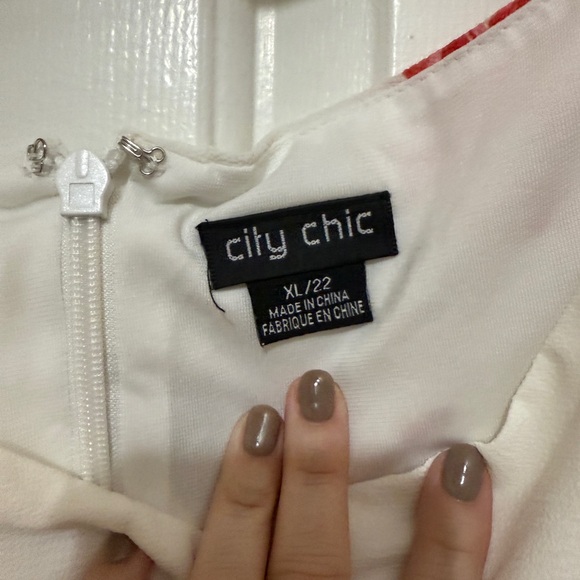 city chic
XL/22
MADE IN CHINA
FABRIQUE EN CHINE